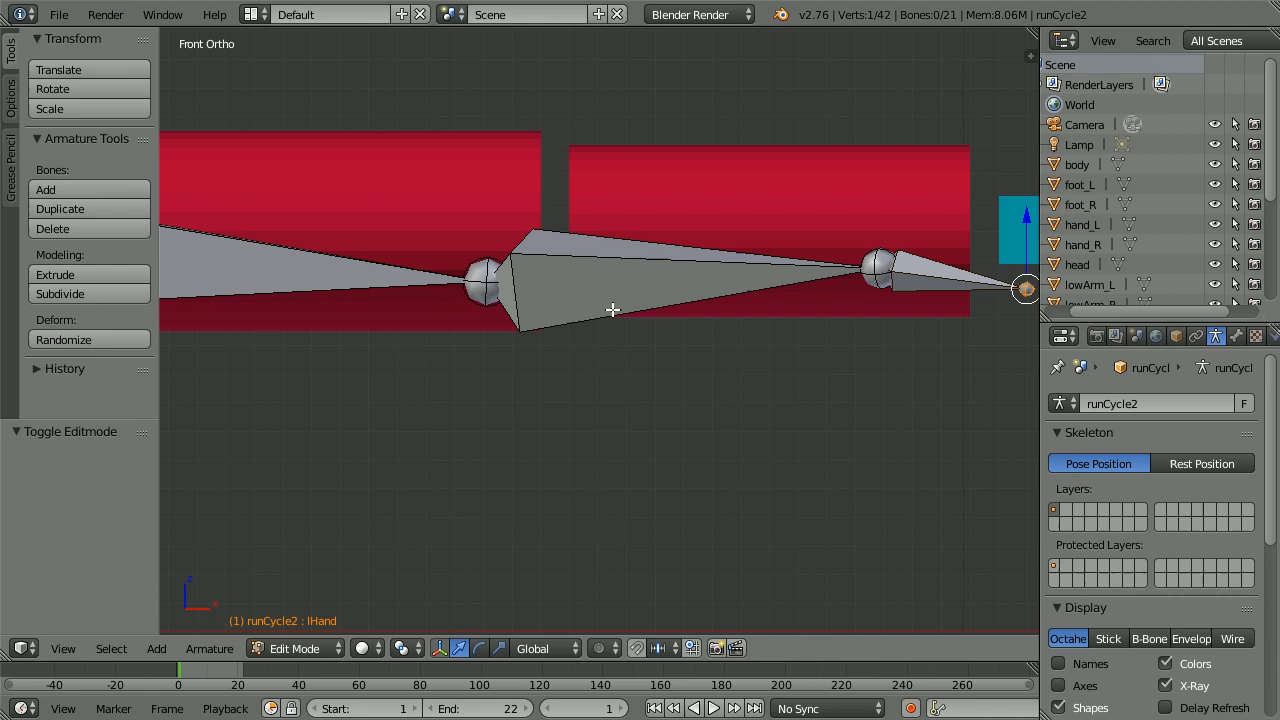 File Render Window Help Default Scene Blender Render v2.76 | Verts:1/42 | Bones:0/21 | Mem:8.06M | runCycle2
Tools
Options
Grease Pencil
Transform
Translate
Rotate
Scale
Armature Tools
Bones:
Add
Duplicate
Delete
Modeling:
Extrude
Subdivide
Deform:
Randomize
History
Toggle Editmode
Front Ortho
z
x
(1) runCycle2 : lHand
View Search All Scenes
Scene
RenderLayers |
World
Camera |
Lamp |
body |
foot_L |
foot_R |
hand_L |
hand_R |
head |
lowArm_L |
runCycl runCycl
runCycle2 F
Skeleton
Pose Position Rest Position
Layers:
Protected Layers:
Display
Octahe Stick B-Bone Envelop Wire
Names Colors
Axes X-Ray
Shapes Delay Refresh
View Select Add Armature Edit Mode Global
-40 -20 0 20 40 60 80 100 120 140 160 180 200 220 240 260
View Marker Frame Playback Start: 1 End: 22 1 No Sync